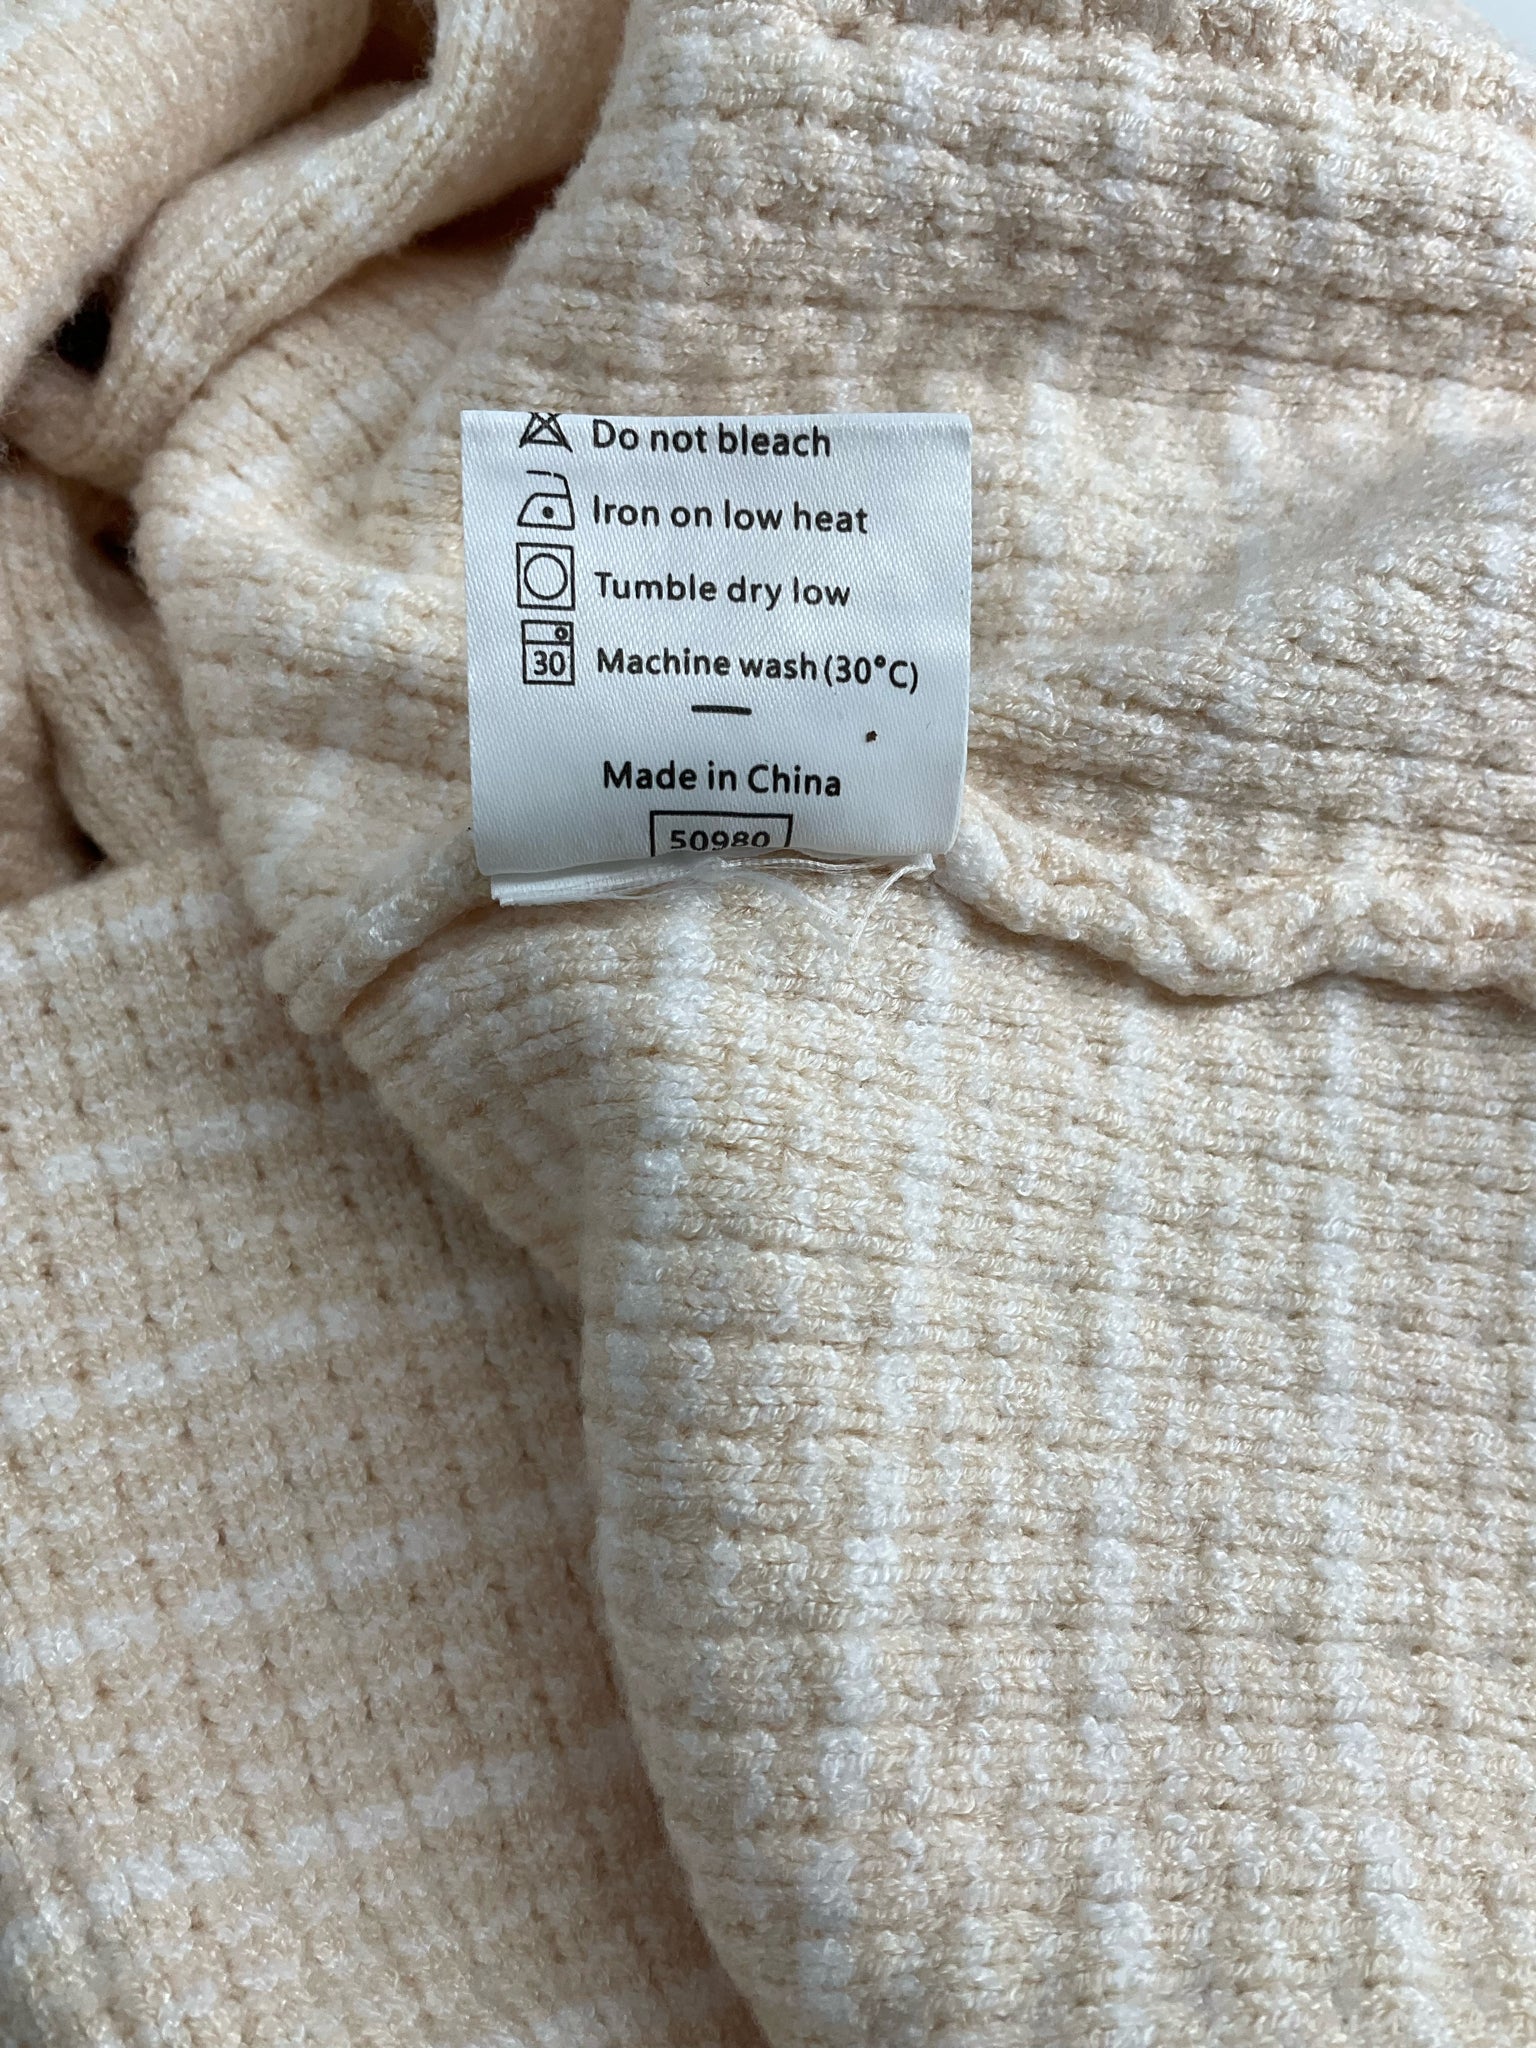 Do not bleach
Iron on low heat
Tumble dry low
30 Machine wash (30°C)
Made in China
50980